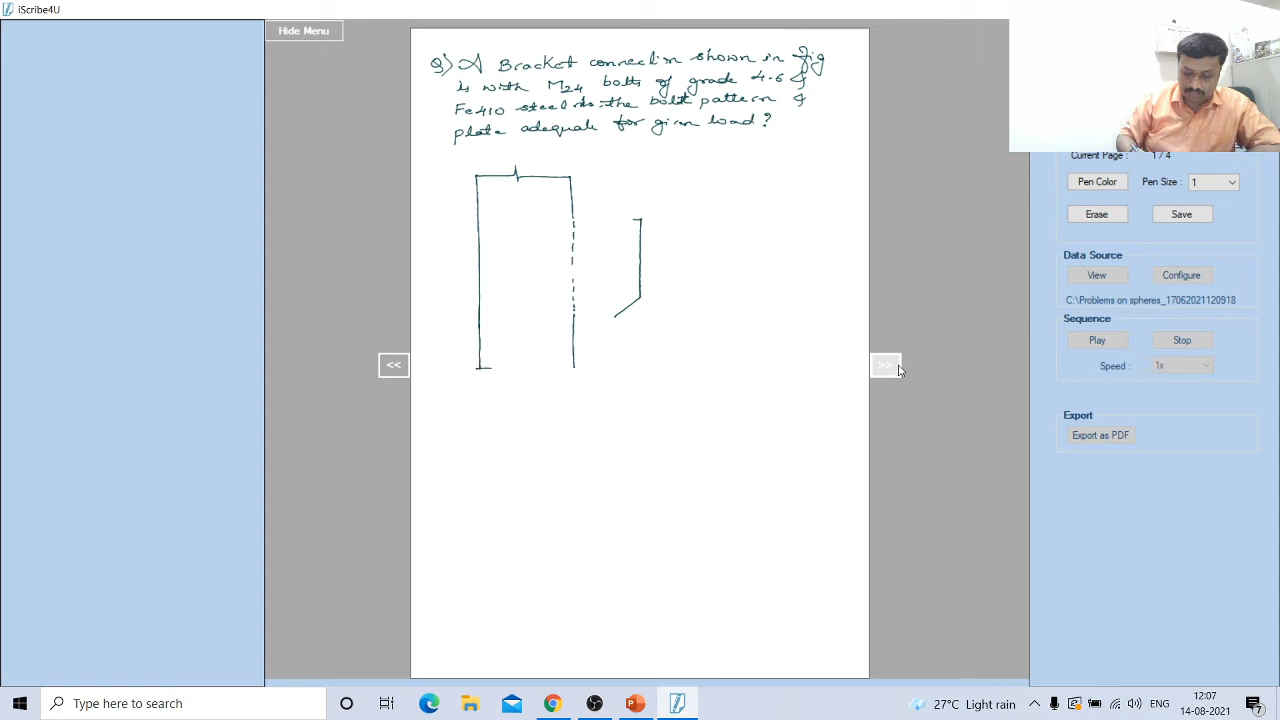 iScribe4U
Hide Menu
Q) A Bracket connection shown in fig
is with M24 bolts of grade 4.6 &
Fe410 steel is the bolt pattern &
plate adequate for given load?
Current Page : 1 / 4
Pen Color Pen Size : 1
Erase Save
Data Source
View Configure
C:\Problems on spheres_17062021120918
Sequence
Play Stop
<< >>
Speed : 1x
Export
Export as PDF
Type here to search
27°C Light rain ENG 12:07
14-08-2021 7